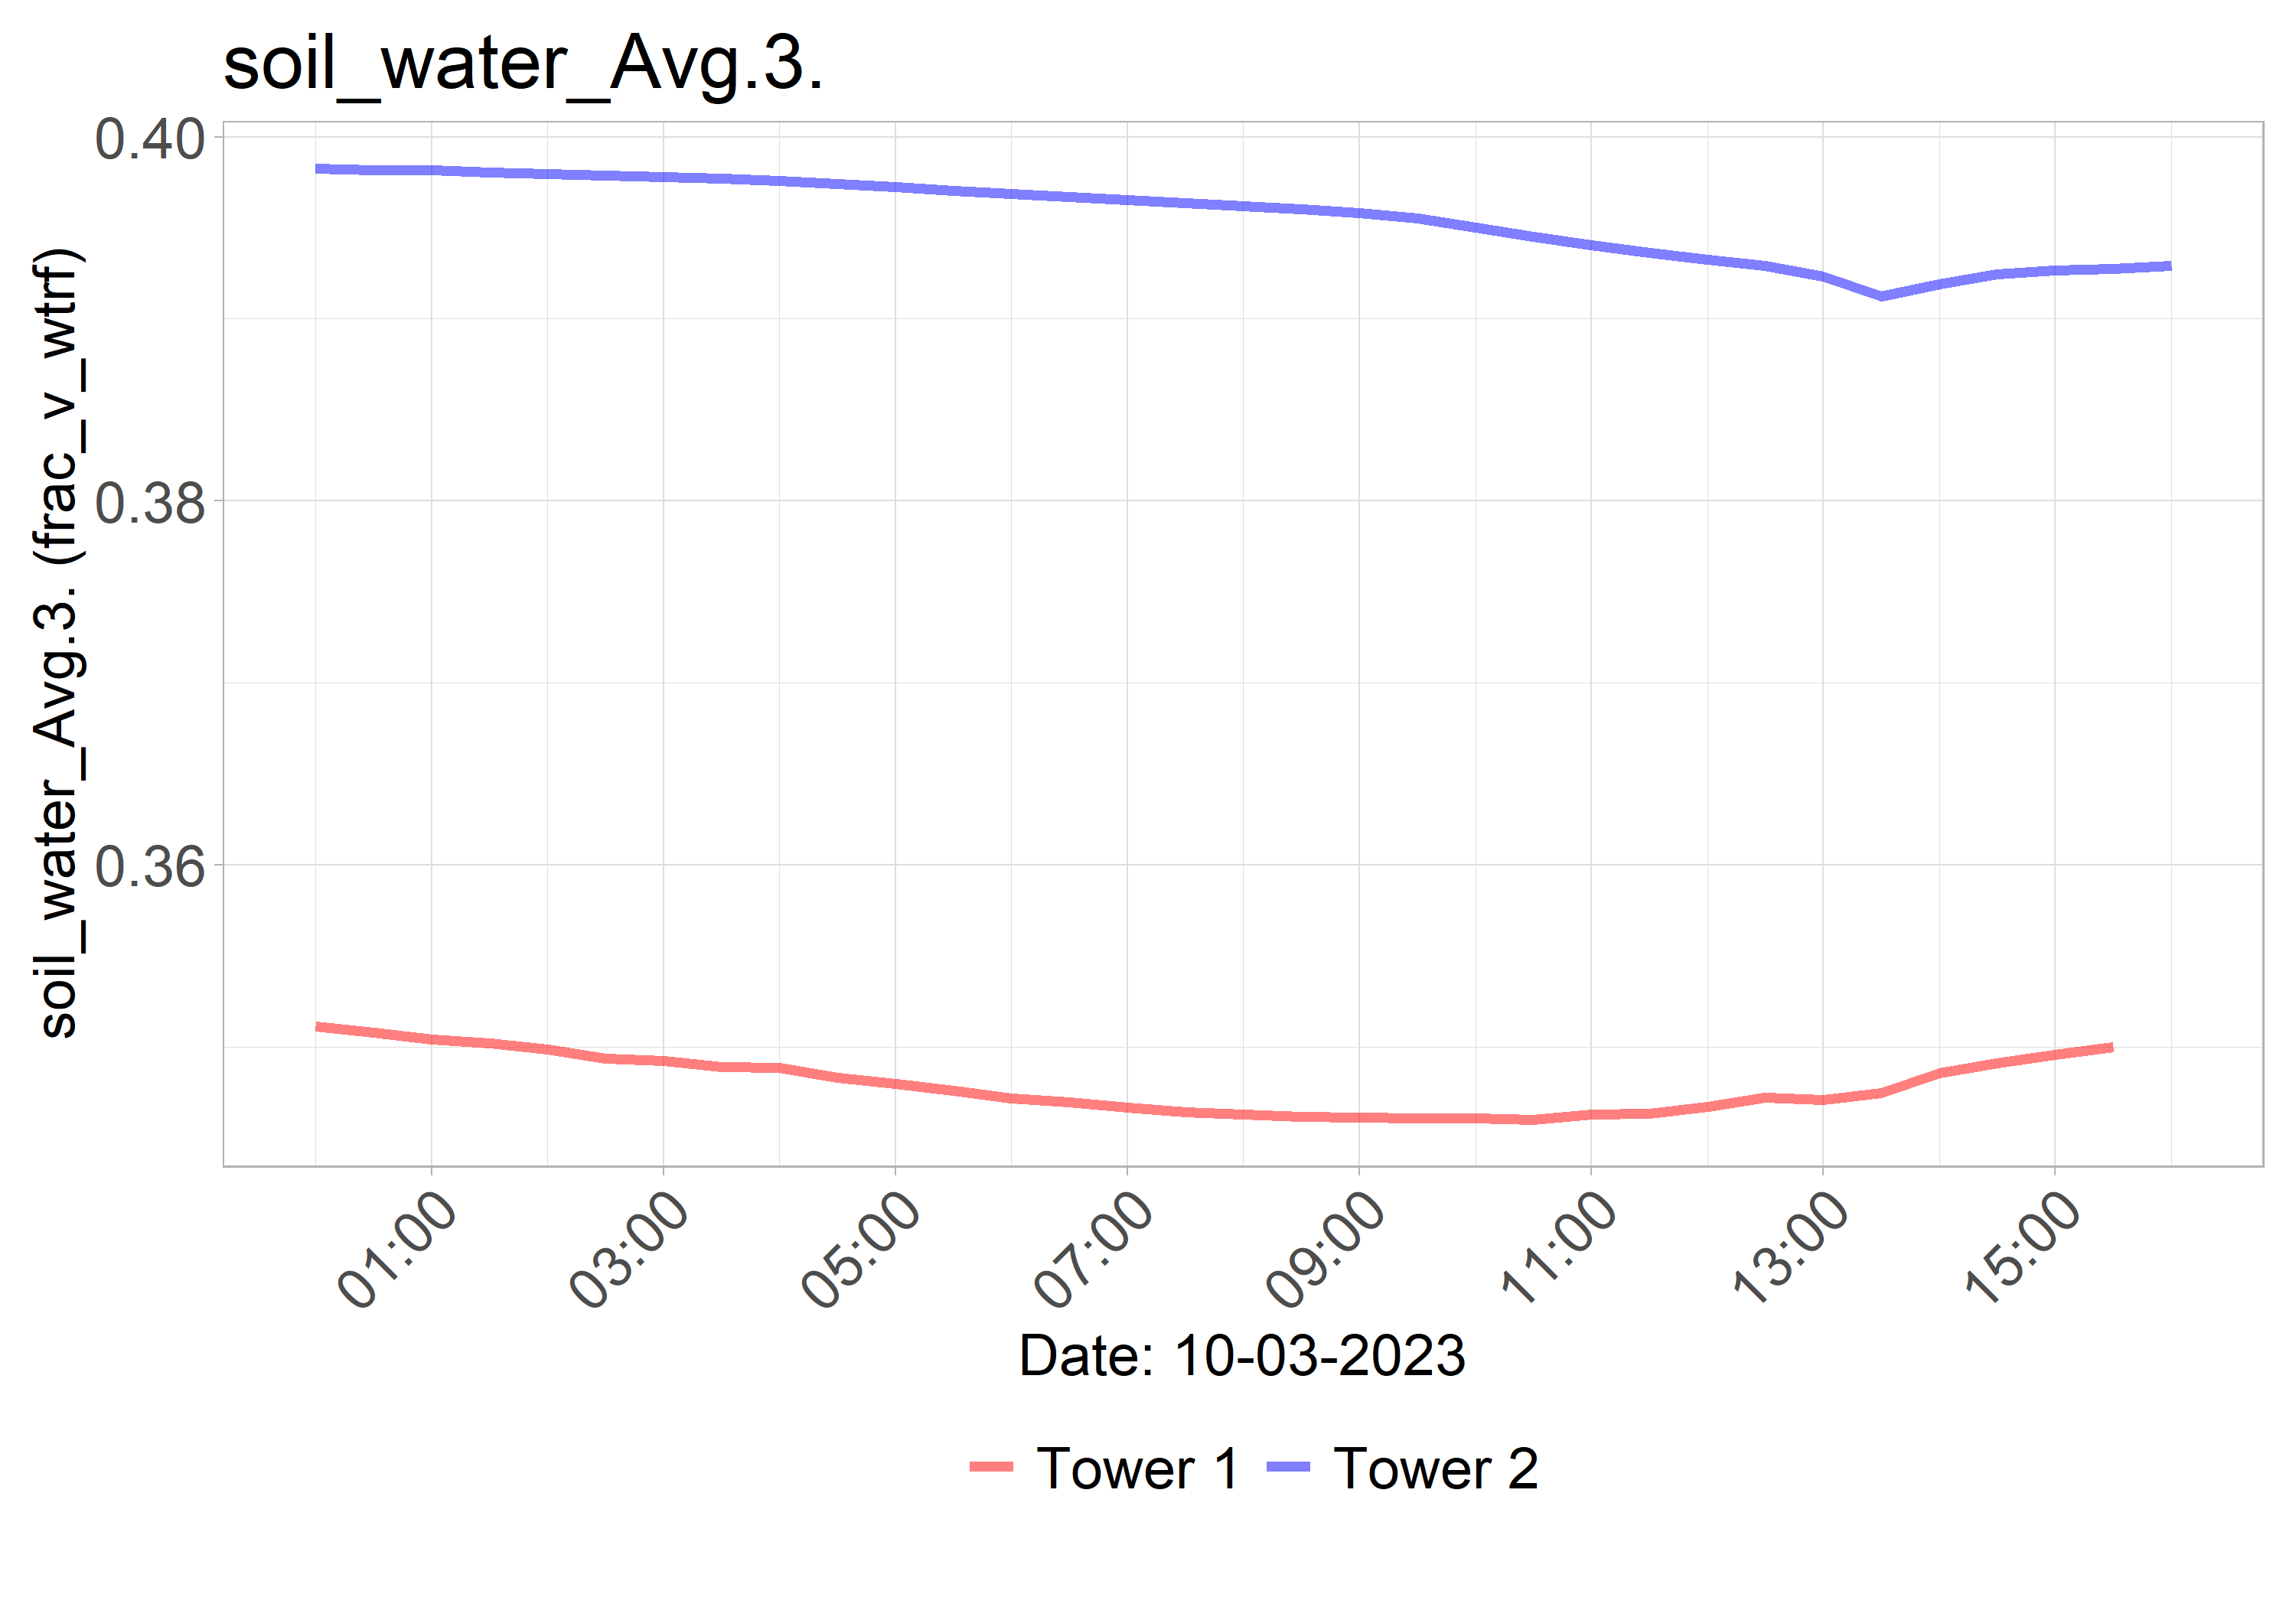 soil_water_Avg.3.
soil_water_Avg.3. (frac_v_wtrf)
0.40
0.38
0.36
01:00
03:00
05:00
07:00
09:00
11:00
13:00
15:00
Date: 10-03-2023
Tower 1 Tower 2